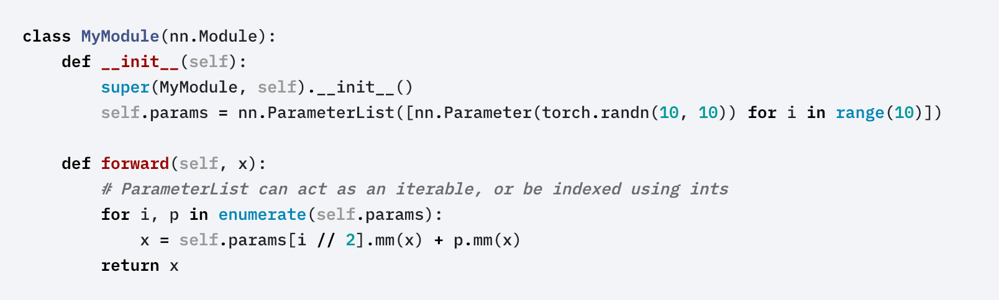 class MyModule(nn.Module):
    def __init__(self):
        super(MyModule, self).__init__()
        self.params = nn.ParameterList([nn.Parameter(torch.randn(10, 10)) for i in range(10)])

    def forward(self, x):
        # ParameterList can act as an iterable, or be indexed using ints
        for i, p in enumerate(self.params):
            x = self.params[i // 2].mm(x) + p.mm(x)
        return x